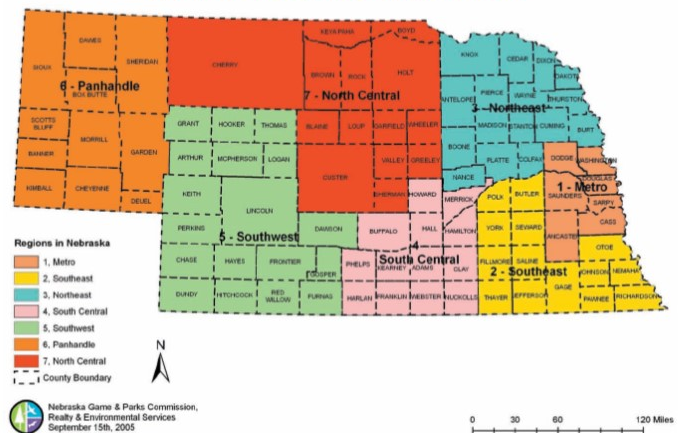 KEYA PAHA
BOYD
DAWES
SIOUX
SHERIDAN
CHERRY
KNOX
CEDAR
DIXON
DAKOTA
BROWN
ROCK
HOLT
6 - Panhandle
BOX BUTTE
7 - North Central
ANTELOPE
PIERCE
WAYNE
THURSTON
3 - Northeast
SCOTTS
BLUFF
MORRILL
GARDEN
GRANT
HOOKER
THOMAS
BLAINE
LOUP
GARFIELD
WHEELER
MADISON
STANTON
CUMING
BURT
BANNER
ARTHUR
MCPHERSON
LOGAN
CUSTER
VALLEY
GREELEY
BOONE
PLATTE
COLFAX
DODGE
WASHINGTON
KIMBALL
CHEYENNE
DEUEL
KEITH
LINCOLN
SHERMAN
HOWARD
NANCE
MERRICK
POLK
BUTLER
SAUNDERS
DOUGLAS
1 - Metro
SARPY
PERKINS
5 - Southwest
DAWSON
BUFFALO
HALL
HAMILTON
YORK
SEWARD
LANCASTER
CASS
4
South Central
OTOE
CHASE
HAYES
FRONTIER
GOSPER
PHELPS
KEARNEY
ADAMS
CLAY
FILLMORE
SALINE
2 - Southeast
JOHNSON
NEMAHA
DUNDY
HITCHCOCK
RED
WILLOW
FURNAS
HARLAN
FRANKLIN
WEBSTER
NUCKOLLS
THAYER
JEFFERSON
GAGE
PAWNEE
RICHARDSON
Regions in Nebraska
1, Metro
2, Southeast
3, Northeast
4, South Central
5, Southwest
6, Panhandle
7, North Central
County Boundary
N
Nebraska Game & Parks Commission,
Realty & Environmental Services
September 15th, 2005
0 30 60 120 Miles